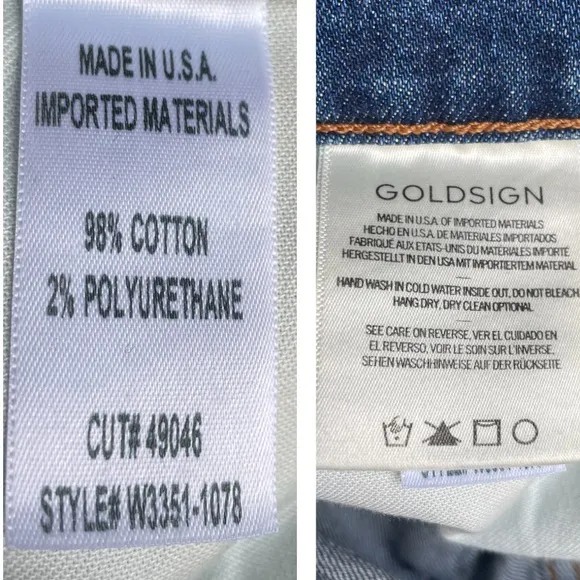 MADE IN U.S.A.
IMPORTED MATERIALS
98% COTTON
2% POLYURETHANE
CUT# 49046
STYLE# W3351-1078
GOLDSIGN
MADE IN U.S.A. OF IMPORTED MATERIALS
HECHO EN U.S.A. DE MATERIALES IMPORTADOS
FABRIQUÉ AUX ETATS-UNIS DU MATÉRIELS IMPORTÉ
HERGESTELLT IN DEN USA MIT IMPORTIERTEM MATERIAL
HAND WASH IN COLD WATER INSIDE OUT, DO NOT BLEACH
HANG DRY, DRY CLEAN OPTIONAL
SEE CARE ON REVERSE, VER EL CUIDADO EN
EL REVERSO, VOIR LE SOIN SUR L'INVERSE,
SEHEN WASCHHINWEISE AUF DER RÜCKSEITE